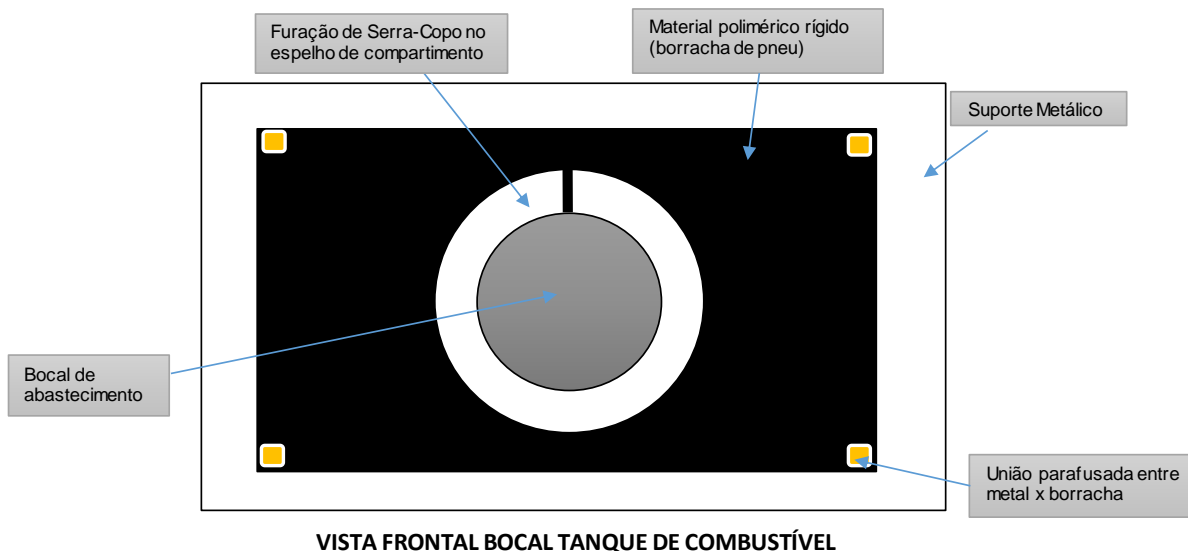 Furação de Serra-Copo no
espelho de compartimento
Material polimérico rígido
(borracha de pneu)
Suporte Metálico
Bocal de
abastecimento
União parafusada entre
metal x borracha
VISTA FRONTAL BOCAL TANQUE DE COMBUSTÍVEL